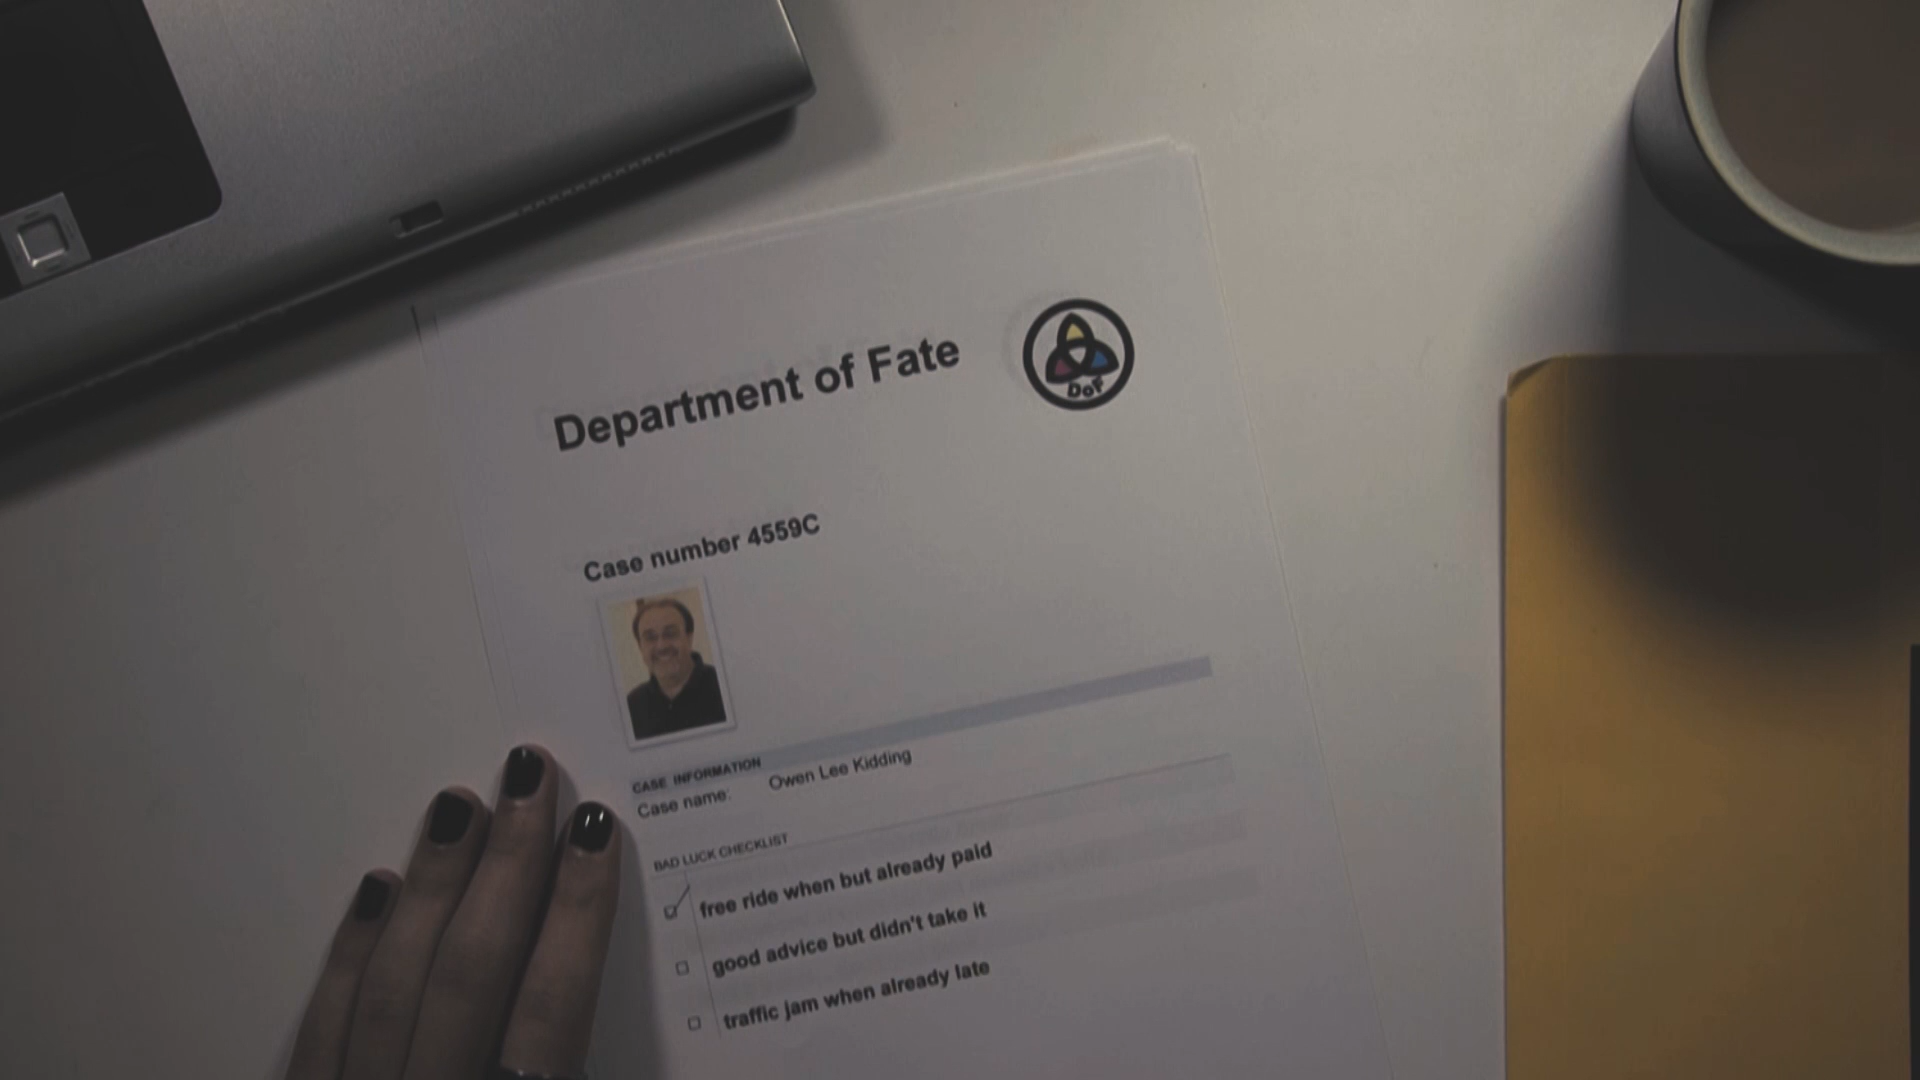 Department of Fate
DoF
Case number 4559C
CASE INFORMATION
Case name: Owen Lee Kidding
BAD LUCK CHECKLIST
free ride when but already paid
good advice but didn't take it
traffic jam when already late